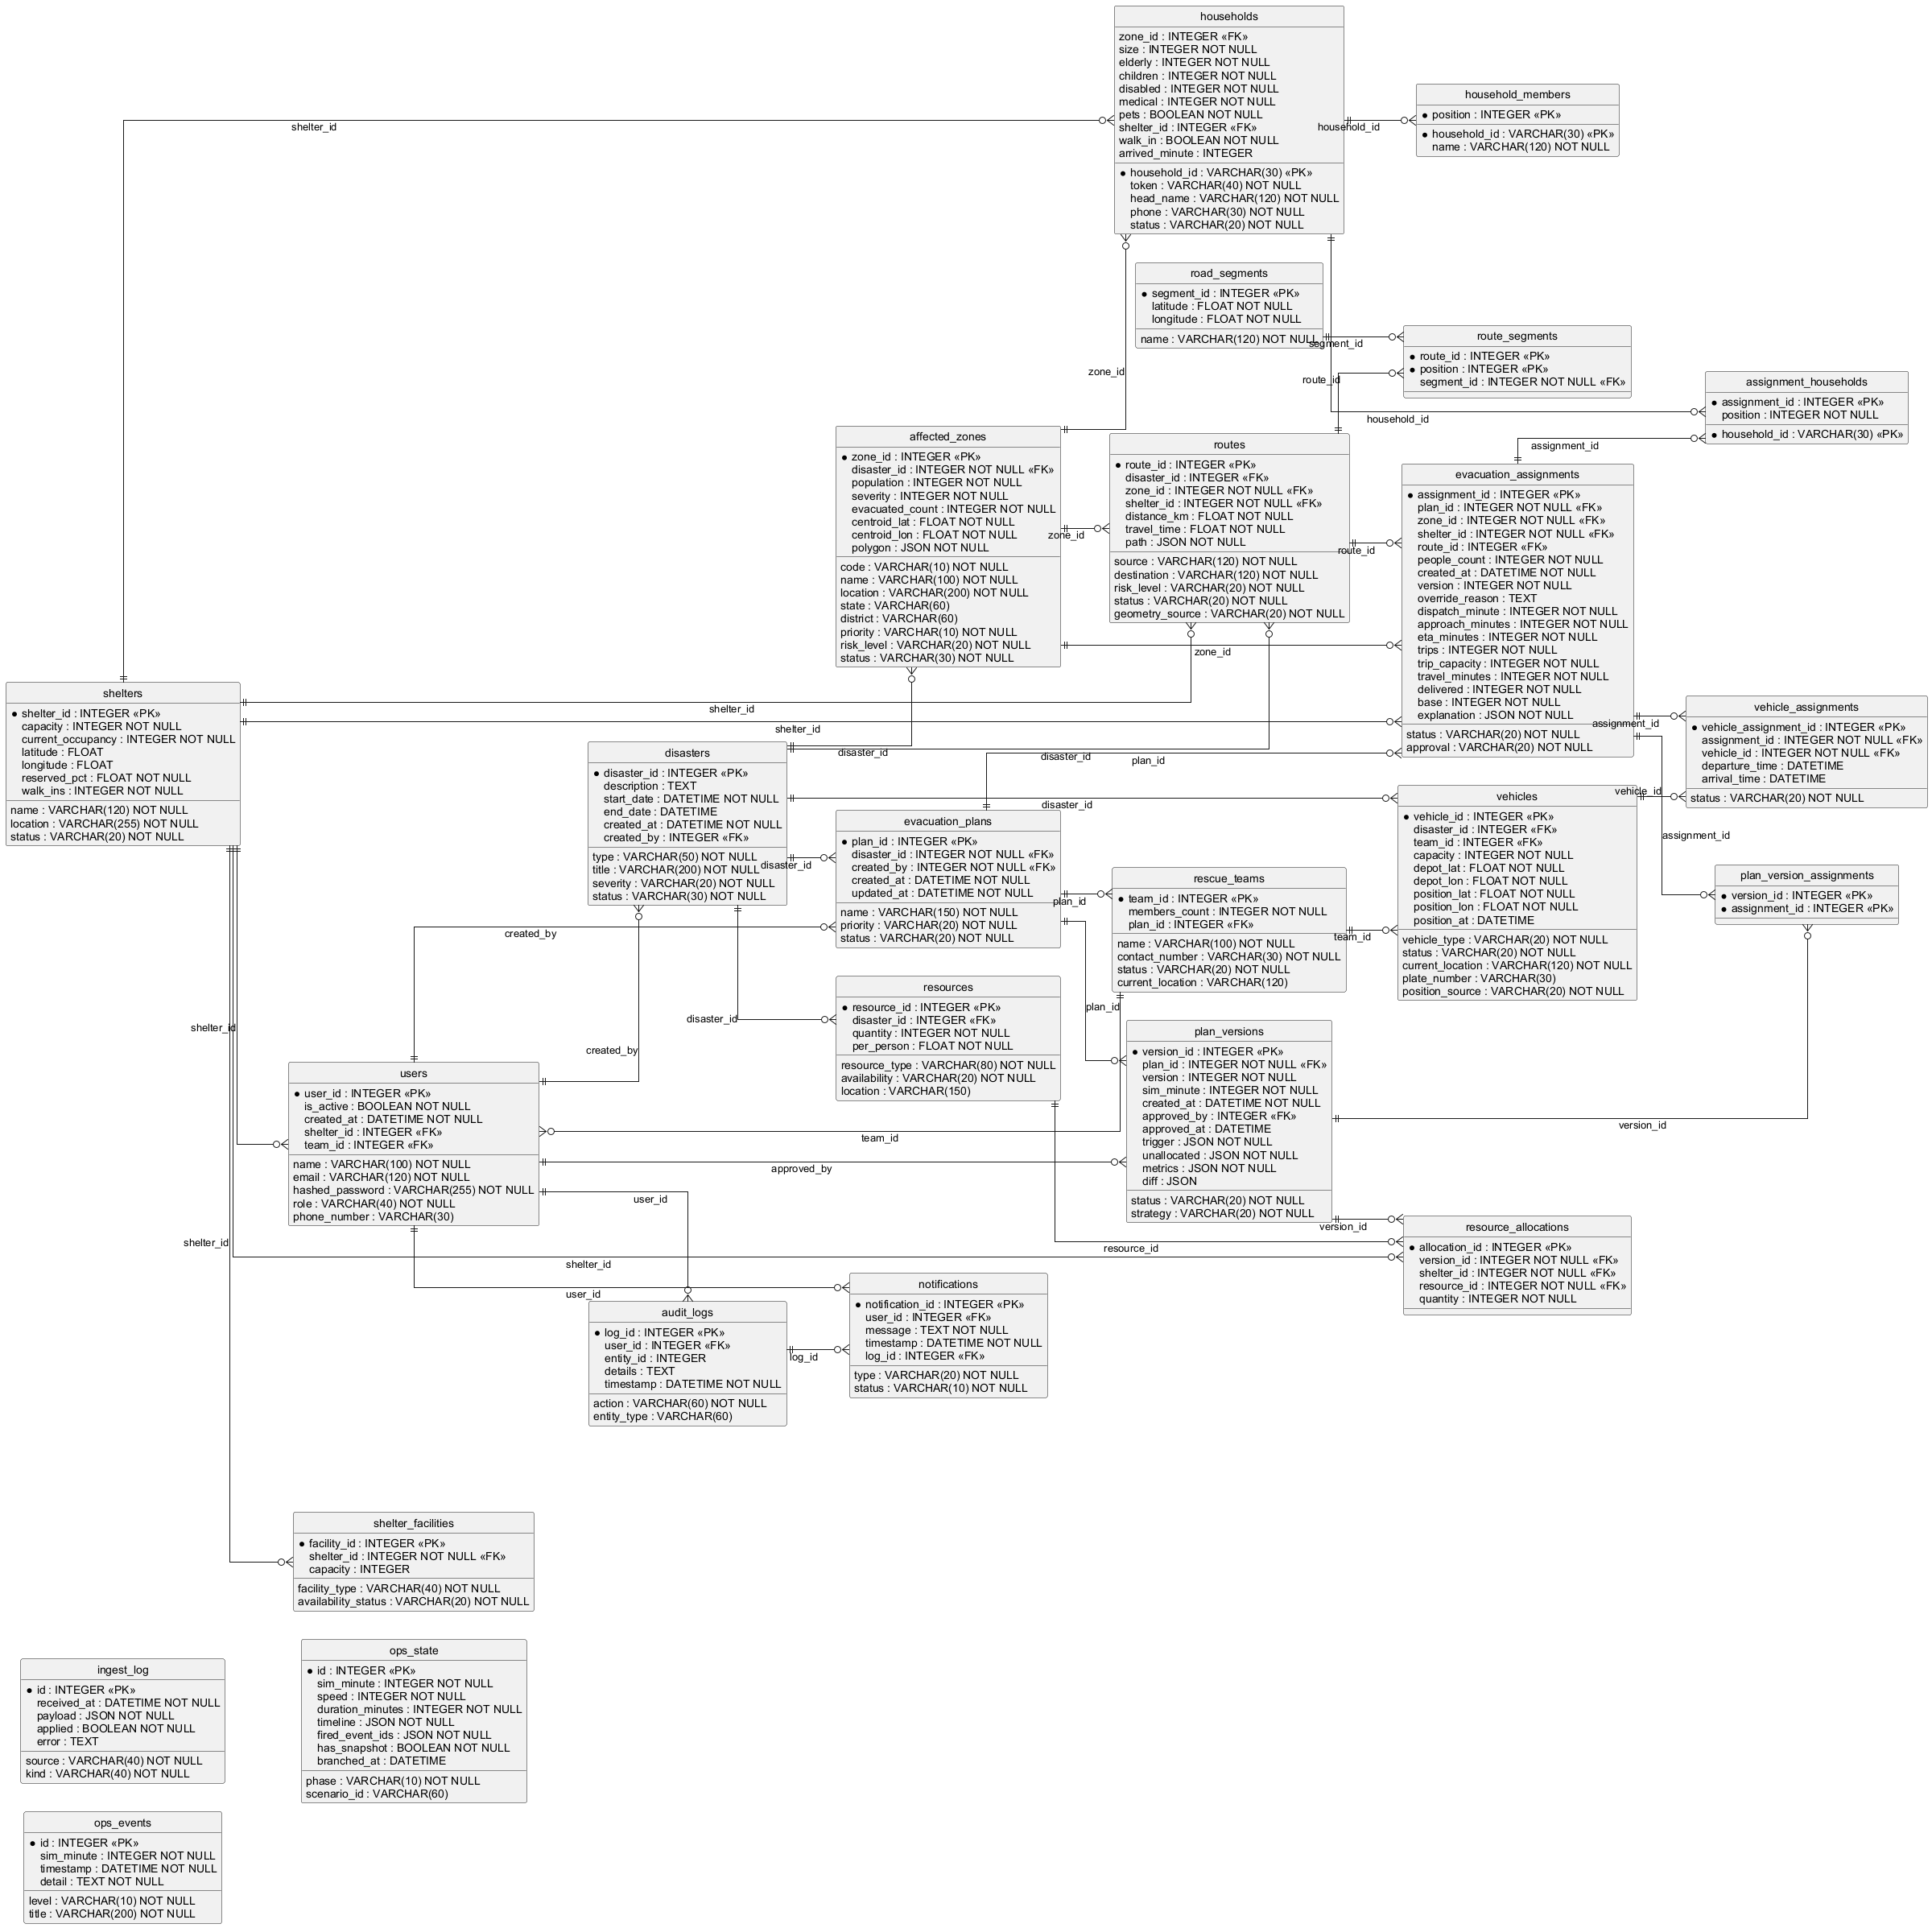 households
zone_id : INTEGER «FK»
size : INTEGER NOT NULL
elderly : INTEGER NOT NULL
children : INTEGER NOT NULL
disabled : INTEGER NOT NULL
medical : INTEGER NOT NULL
pets : BOOLEAN NOT NULL
shelter_id : INTEGER «FK»
walk_in : BOOLEAN NOT NULL
arrived_minute : INTEGER
household_id : VARCHAR(30) «PK»
token : VARCHAR(40) NOT NULL
head_name : VARCHAR(120) NOT NULL
phone : VARCHAR(30) NOT NULL
status : VARCHAR(20) NOT NULL
household_members
position : INTEGER «PK»
household_id : VARCHAR(30) «PK»
name : VARCHAR(120) NOT NULL
shelter_id
household_id
road_segments
segment_id : INTEGER «PK»
latitude : FLOAT NOT NULL
longitude : FLOAT NOT NULL
name : VARCHAR(120) NOT NULL
segment_id
route_segments
route_id : INTEGER «PK»
position : INTEGER «PK»
segment_id : INTEGER NOT NULL «FK»
zone_id
route_id
household_id
assignment_households
assignment_id : INTEGER «PK»
position : INTEGER NOT NULL
household_id : VARCHAR(30) «PK»
assignment_id
affected_zones
zone_id : INTEGER «PK»
disaster_id : INTEGER NOT NULL «FK»
population : INTEGER NOT NULL
severity : INTEGER NOT NULL
evacuated_count : INTEGER NOT NULL
centroid_lat : FLOAT NOT NULL
centroid_lon : FLOAT NOT NULL
polygon : JSON NOT NULL
code : VARCHAR(10) NOT NULL
name : VARCHAR(100) NOT NULL
location : VARCHAR(200) NOT NULL
state : VARCHAR(60)
district : VARCHAR(60)
priority : VARCHAR(10) NOT NULL
risk_level : VARCHAR(20) NOT NULL
status : VARCHAR(30) NOT NULL
zone_id
routes
route_id : INTEGER «PK»
disaster_id : INTEGER «FK»
zone_id : INTEGER NOT NULL «FK»
shelter_id : INTEGER NOT NULL «FK»
distance_km : FLOAT NOT NULL
travel_time : FLOAT NOT NULL
path : JSON NOT NULL
source : VARCHAR(120) NOT NULL
destination : VARCHAR(120) NOT NULL
risk_level : VARCHAR(20) NOT NULL
status : VARCHAR(20) NOT NULL
geometry_source : VARCHAR(20) NOT NULL
route_id
zone_id
evacuation_assignments
assignment_id : INTEGER «PK»
plan_id : INTEGER NOT NULL «FK»
zone_id : INTEGER NOT NULL «FK»
shelter_id : INTEGER NOT NULL «FK»
route_id : INTEGER «FK»
people_count : INTEGER NOT NULL
created_at : DATETIME NOT NULL
version : INTEGER NOT NULL
override_reason : TEXT
dispatch_minute : INTEGER NOT NULL
approach_minutes : INTEGER NOT NULL
eta_minutes : INTEGER NOT NULL
trips : INTEGER NOT NULL
trip_capacity : INTEGER NOT NULL
travel_minutes : INTEGER NOT NULL
delivered : INTEGER NOT NULL
base : INTEGER NOT NULL
explanation : JSON NOT NULL
status : VARCHAR(20) NOT NULL
approval : VARCHAR(20) NOT NULL
assignment_id
vehicle_assignments
vehicle_assignment_id : INTEGER «PK»
assignment_id : INTEGER NOT NULL «FK»
vehicle_id : INTEGER NOT NULL «FK»
departure_time : DATETIME
arrival_time : DATETIME
status : VARCHAR(20) NOT NULL
shelters
shelter_id : INTEGER «PK»
capacity : INTEGER NOT NULL
current_occupancy : INTEGER NOT NULL
latitude : FLOAT
longitude : FLOAT
reserved_pct : FLOAT NOT NULL
walk_ins : INTEGER NOT NULL
name : VARCHAR(120) NOT NULL
location : VARCHAR(255) NOT NULL
status : VARCHAR(20) NOT NULL
shelter_id
shelter_id
disaster_id
disaster_id
plan_id
disaster_id
disasters
disaster_id : INTEGER «PK»
description : TEXT
start_date : DATETIME NOT NULL
end_date : DATETIME
created_at : DATETIME NOT NULL
created_by : INTEGER «FK»
type : VARCHAR(50) NOT NULL
title : VARCHAR(200) NOT NULL
severity : VARCHAR(20) NOT NULL
status : VARCHAR(30) NOT NULL
disaster_id
evacuation_plans
plan_id : INTEGER «PK»
disaster_id : INTEGER NOT NULL «FK»
created_by : INTEGER NOT NULL «FK»
created_at : DATETIME NOT NULL
updated_at : DATETIME NOT NULL
name : VARCHAR(150) NOT NULL
priority : VARCHAR(20) NOT NULL
status : VARCHAR(20) NOT NULL
plan_id
rescue_teams
team_id : INTEGER «PK»
members_count : INTEGER NOT NULL
plan_id : INTEGER «FK»
name : VARCHAR(100) NOT NULL
contact_number : VARCHAR(30) NOT NULL
status : VARCHAR(20) NOT NULL
current_location : VARCHAR(120)
team_id
vehicles
vehicle_id : INTEGER «PK»
disaster_id : INTEGER «FK»
team_id : INTEGER «FK»
capacity : INTEGER NOT NULL
depot_lat : FLOAT NOT NULL
depot_lon : FLOAT NOT NULL
position_lat : FLOAT NOT NULL
position_lon : FLOAT NOT NULL
position_at : DATETIME
vehicle_type : VARCHAR(20) NOT NULL
status : VARCHAR(20) NOT NULL
current_location : VARCHAR(120) NOT NULL
plate_number : VARCHAR(30)
position_source : VARCHAR(20) NOT NULL
vehicle_id
assignment_id
plan_version_assignments
version_id : INTEGER «PK»
assignment_id : INTEGER «PK»
created_by
resources
resource_id : INTEGER «PK»
disaster_id : INTEGER «FK»
quantity : INTEGER NOT NULL
per_person : FLOAT NOT NULL
resource_type : VARCHAR(80) NOT NULL
availability : VARCHAR(20) NOT NULL
location : VARCHAR(150)
disaster_id
plan_id
shelter_id
created_by
plan_versions
version_id : INTEGER «PK»
plan_id : INTEGER NOT NULL «FK»
version : INTEGER NOT NULL
sim_minute : INTEGER NOT NULL
created_at : DATETIME NOT NULL
approved_by : INTEGER «FK»
approved_at : DATETIME
trigger : JSON NOT NULL
unallocated : JSON NOT NULL
metrics : JSON NOT NULL
diff : JSON
status : VARCHAR(20) NOT NULL
strategy : VARCHAR(20) NOT NULL
version_id
users
user_id : INTEGER «PK»
is_active : BOOLEAN NOT NULL
created_at : DATETIME NOT NULL
shelter_id : INTEGER «FK»
team_id : INTEGER «FK»
name : VARCHAR(100) NOT NULL
email : VARCHAR(120) NOT NULL
hashed_password : VARCHAR(255) NOT NULL
role : VARCHAR(40) NOT NULL
phone_number : VARCHAR(30)
team_id
approved_by
user_id
version_id
resource_allocations
allocation_id : INTEGER «PK»
version_id : INTEGER NOT NULL «FK»
shelter_id : INTEGER NOT NULL «FK»
resource_id : INTEGER NOT NULL «FK»
quantity : INTEGER NOT NULL
shelter_id
resource_id
shelter_id
user_id
notifications
notification_id : INTEGER «PK»
user_id : INTEGER «FK»
message : TEXT NOT NULL
timestamp : DATETIME NOT NULL
log_id : INTEGER «FK»
type : VARCHAR(20) NOT NULL
status : VARCHAR(10) NOT NULL
audit_logs
log_id : INTEGER «PK»
user_id : INTEGER «FK»
entity_id : INTEGER
details : TEXT
timestamp : DATETIME NOT NULL
action : VARCHAR(60) NOT NULL
entity_type : VARCHAR(60)
log_id
shelter_facilities
facility_id : INTEGER «PK»
shelter_id : INTEGER NOT NULL «FK»
capacity : INTEGER
facility_type : VARCHAR(40) NOT NULL
availability_status : VARCHAR(20) NOT NULL
ingest_log
id : INTEGER «PK»
received_at : DATETIME NOT NULL
payload : JSON NOT NULL
applied : BOOLEAN NOT NULL
error : TEXT
source : VARCHAR(40) NOT NULL
kind : VARCHAR(40) NOT NULL
ops_state
id : INTEGER «PK»
sim_minute : INTEGER NOT NULL
speed : INTEGER NOT NULL
duration_minutes : INTEGER NOT NULL
timeline : JSON NOT NULL
fired_event_ids : JSON NOT NULL
has_snapshot : BOOLEAN NOT NULL
branched_at : DATETIME
phase : VARCHAR(10) NOT NULL
scenario_id : VARCHAR(60)
ops_events
id : INTEGER «PK»
sim_minute : INTEGER NOT NULL
timestamp : DATETIME NOT NULL
detail : TEXT NOT NULL
level : VARCHAR(10) NOT NULL
title : VARCHAR(200) NOT NULL